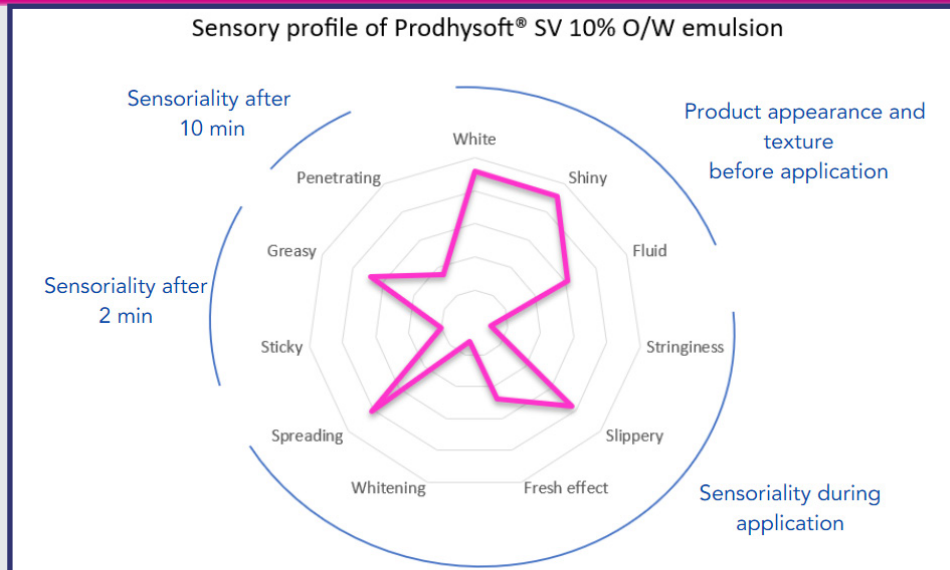 Sensory profile of Prodhysoft® SV 10% O/W emulsion
Sensoriality after
10 min
Product appearance and
texture
before application
White
Penetrating
Shiny
Greasy
Fluid
Sensoriality after
2 min
Sticky
Stringiness
Spreading
Slippery
Whitening
Fresh effect
Sensoriality during
application